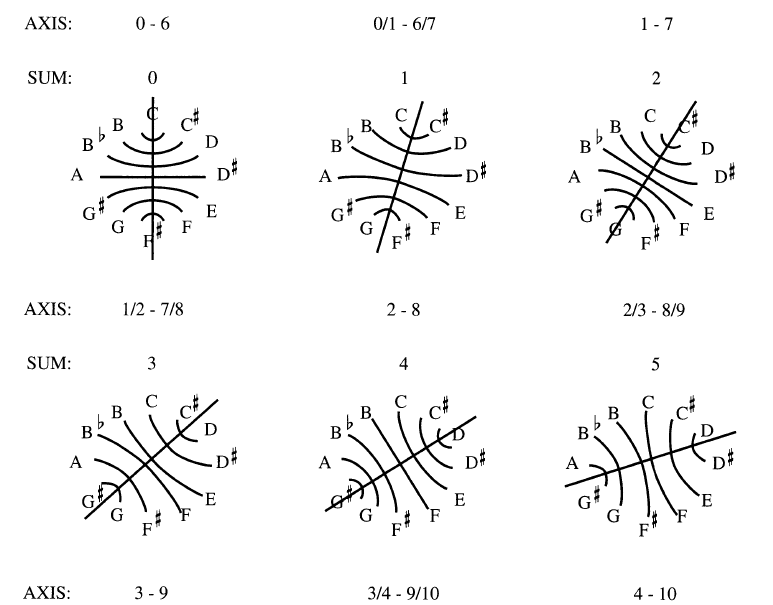 AXIS: 0 - 6 0/1 - 6/7 1 - 7
SUM: 0 1 2
C C C
B C♯ B C♯ B C♯
B♭ D B♭ D B♭ D
A D♯ A D♯ A D♯
G♯ E G♯ E G♯ E
G F G F G F
F♯ F♯ F♯
AXIS: 1/2 - 7/8 2 - 8 2/3 - 8/9
SUM: 3 4 5
C C C
B C♯ B C♯ B C♯
B♭ D B♭ D B♭ D
A D♯ A D♯ A D♯
G♯ E G♯ E G♯ E
G F G F G F
F♯ F♯ F♯
AXIS: 3 - 9 3/4 - 9/10 4 - 10